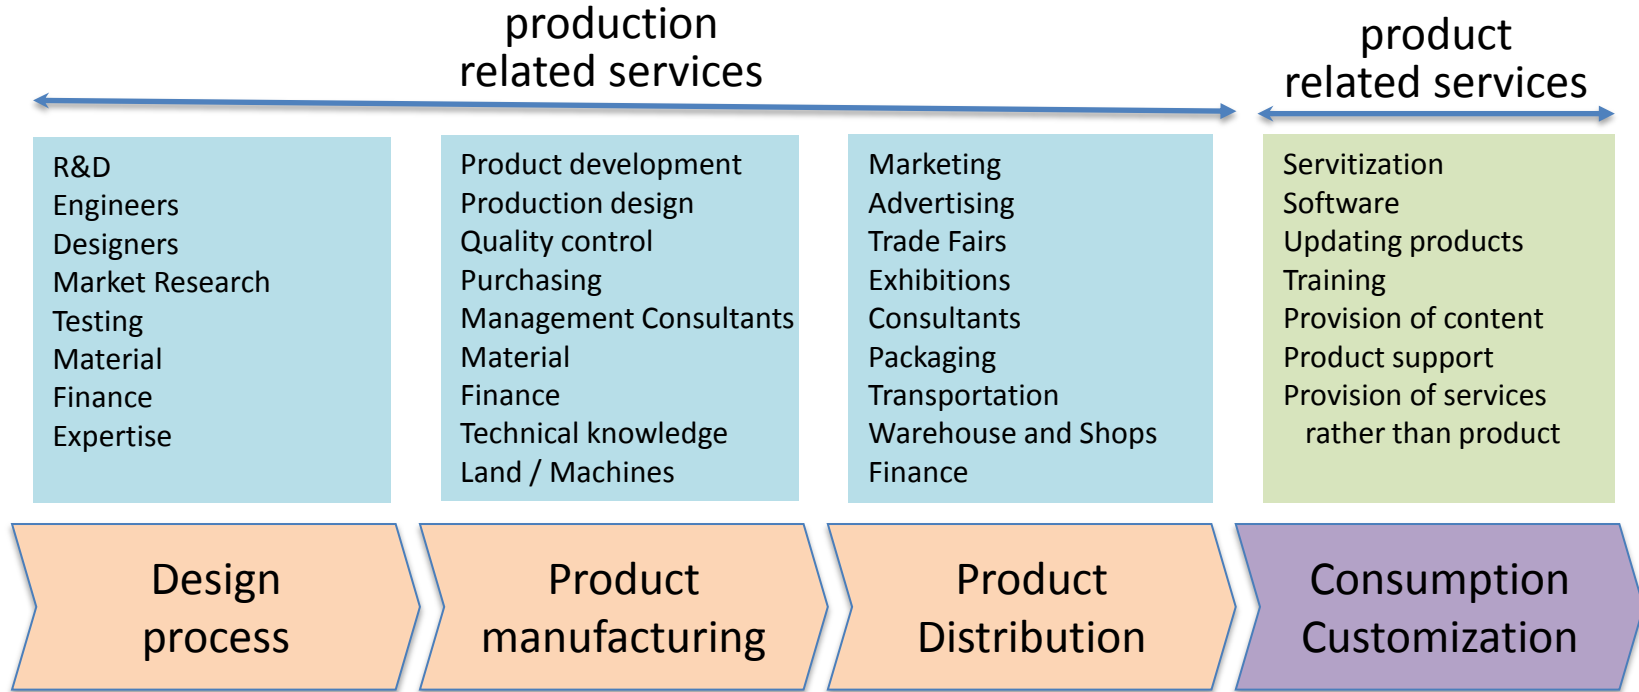 production
related services
product
related services
R&D
Engineers
Designers
Market Research
Testing
Material
Finance
Expertise
Product development
Production design
Quality control
Purchasing
Management Consultants
Material
Finance
Technical knowledge
Land / Machines
Marketing
Advertising
Trade Fairs
Exhibitions
Consultants
Packaging
Transportation
Warehouse and Shops
Finance
Servitization
Software
Updating products
Training
Provision of content
Product support
Provision of services
rather than product
Design
process
Product
manufacturing
Product
Distribution
Consumption
Customization